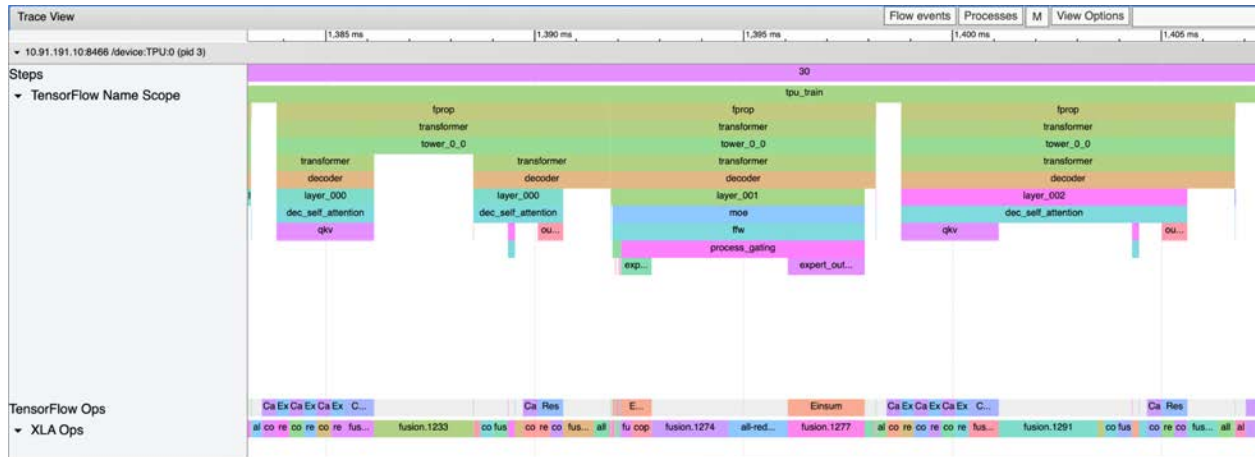 Trace View Flow events Processes M View Options
1,385 ms 1,390 ms 1,395 ms 1,400 ms 1,405 ms
10.91.191.10:8466 /device:TPU:0 (pid 3)
Steps 30
TensorFlow Name Scope tpu_train
fprop fprop fprop
transformer transformer transformer
tower_0_0 tower_0_0 tower_0_0
transformer transformer transformer transformer
decoder decoder decoder decoder
layer_000 layer_000 layer_001 layer_002
dec_self_attention dec_self_attention moe dec_self_attention
qkv ou... ffw qkv ou...
process_gating
exp... expert_out...
TensorFlow Ops Ca Ex Ca Ex Ca Ex C... Ca Res E... Einsum Ca Ex Ca Ex Ca Ex C... Ca Res
XLA Ops al co re co re co re fus... fusion.1233 co fus co re co fus... all fu cop fusion.1274 all-red... fusion.1277 al co re co re co re fus... fusion.1291 co fus co re co fus... all al